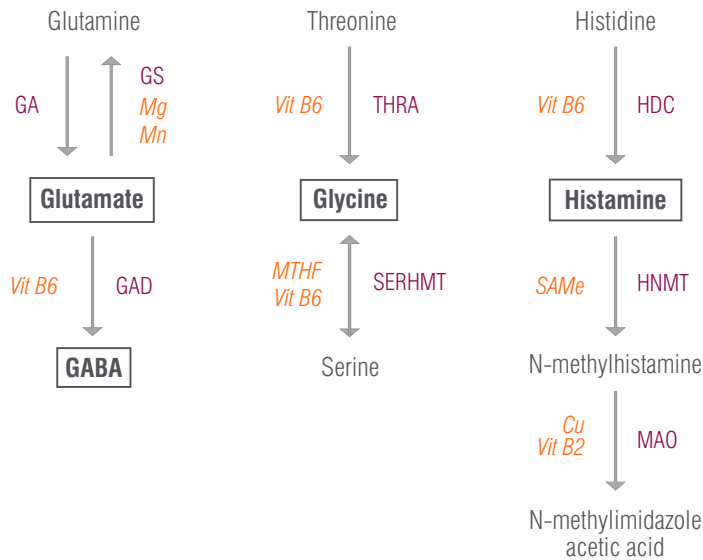 Glutamine
GA
GS
Mg
Mn
Glutamate
Vit B6
GAD
GABA
Threonine
Vit B6
THRA
Glycine
MTHF
Vit B6
SERHMT
Serine
Histidine
Vit B6
HDC
Histamine
SAMe
HNMT
N-methylhistamine
Cu
Vit B2
MAO
N-methylimidazole
acetic acid